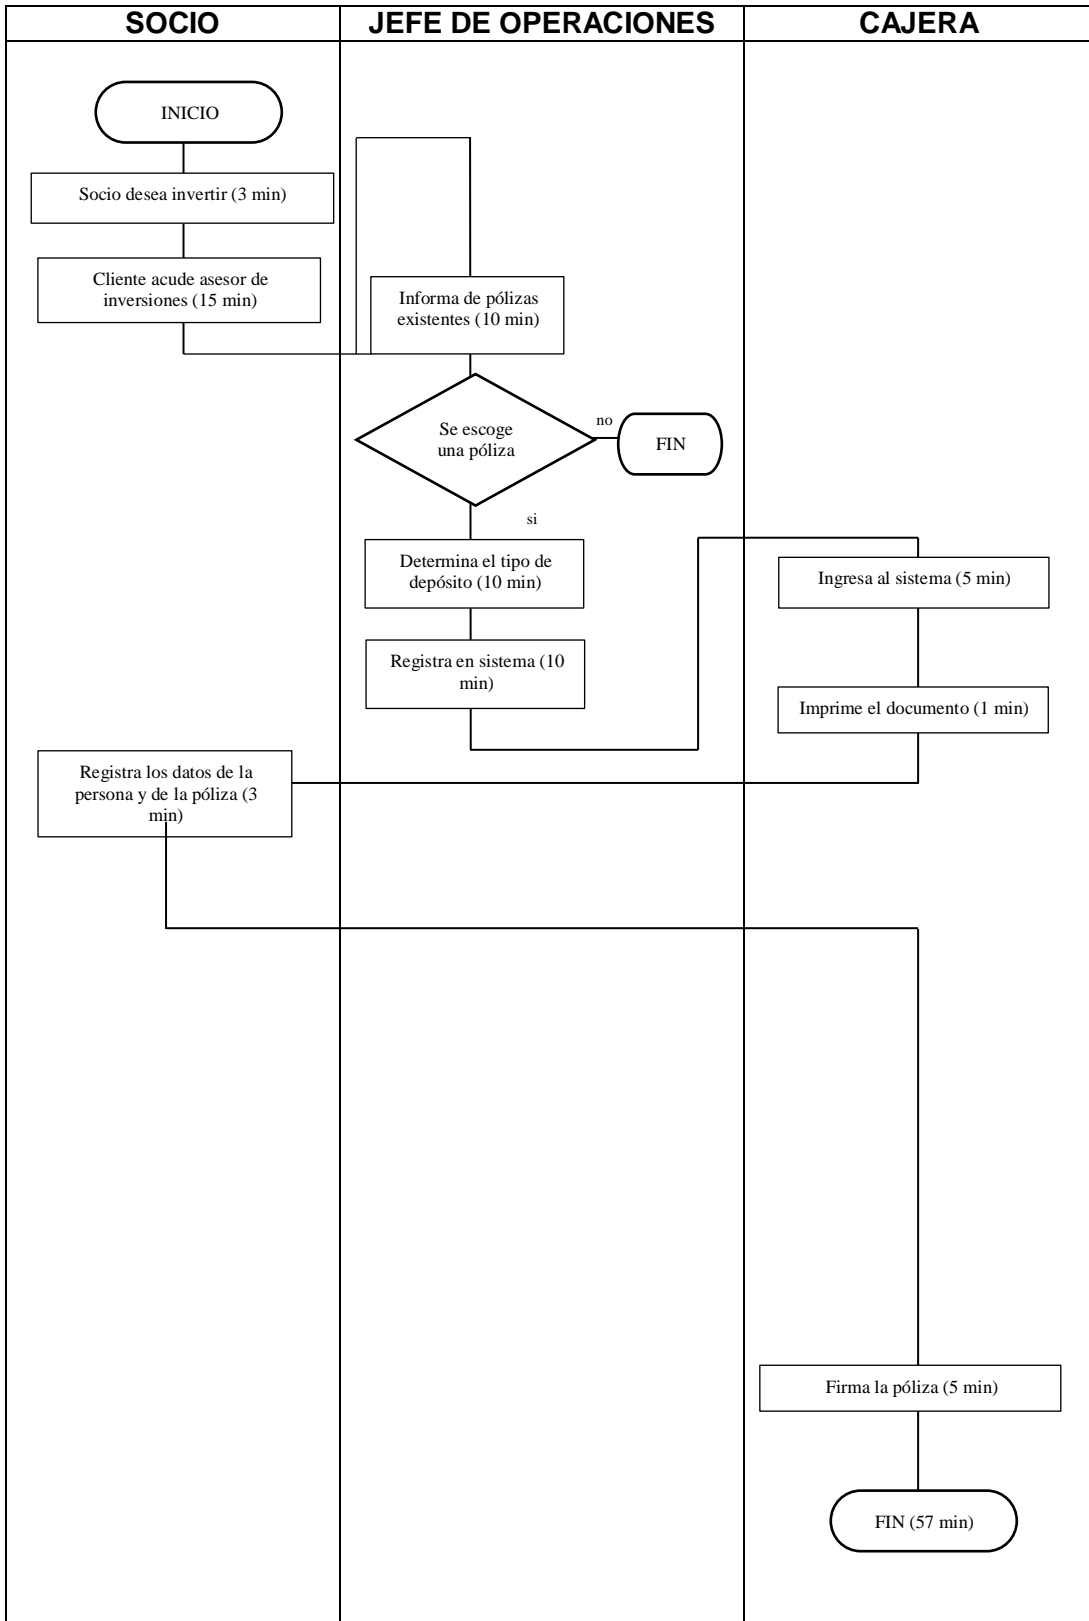 SOCIO
JEFE DE OPERACIONES
CAJERA
INICIO
Socio desea invertir (3 min)
Cliente acude asesor de
inversiones (15 min)
Informa de pólizas
existentes (10 min)
Se escoge
una póliza
no
FIN
si
Determina el tipo de
depósito (10 min)
Registra en sistema (10
min)
Ingresa al sistema (5 min)
Imprime el documento (1 min)
Registra los datos de la
persona y de la póliza (3
min)
Firma la póliza (5 min)
FIN (57 min)